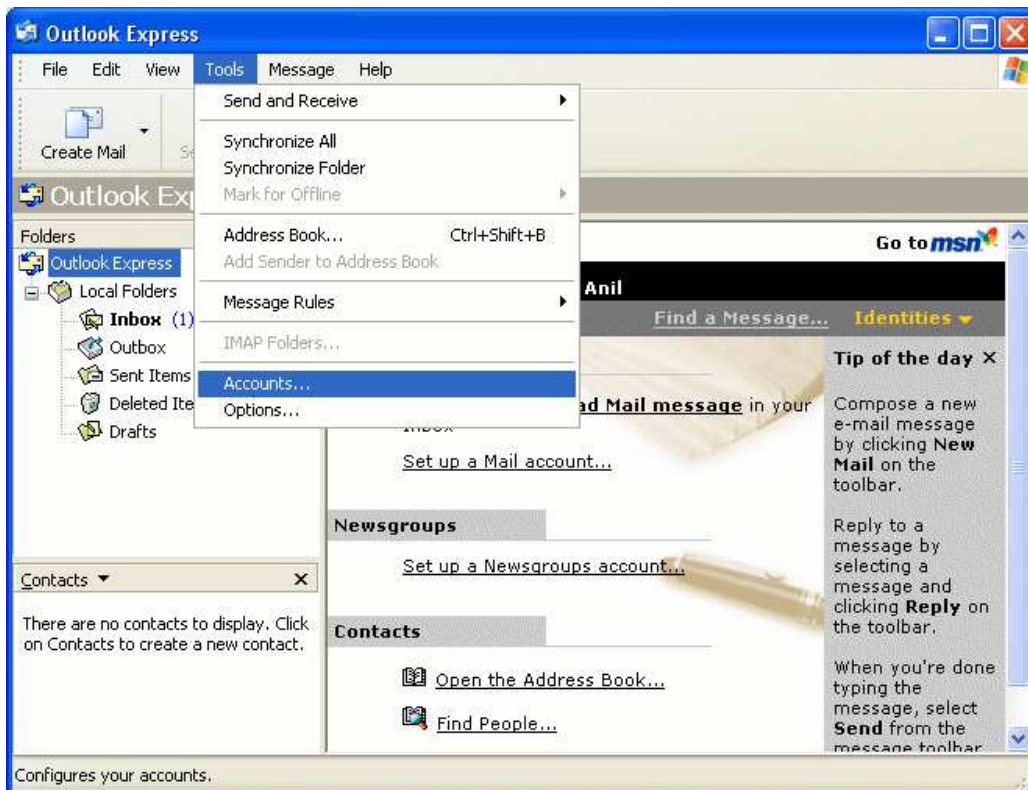 Outlook Express
File Edit View Tools Message Help
Create Mail
Outlook Ex
Send and Receive
Synchronize All
Synchronize Folder
Mark for Offline
Address Book... Ctrl+Shift+B
Add Sender to Address Book
Message Rules
IMAP Folders...
Accounts...
Options...
Folders
Outlook Express
Local Folders
Inbox (1)
Outbox
Sent Items
Deleted Ite
Drafts
Contacts
There are no contacts to display. Click
on Contacts to create a new contact.
Go to msn
Anil
Find a Message... Identities
ad Mail message in your
Inbox
Set up a Mail account...
Newsgroups
Set up a Newsgroups account...
Contacts
Open the Address Book...
Find People...
Tip of the day
Compose a new
e-mail message
by clicking New
Mail on the
toolbar.
Reply to a
message by
selecting a
message and
clicking Reply on
the toolbar.
When you're done
typing the
message, select
Send from the
message toolbar
Configures your accounts.